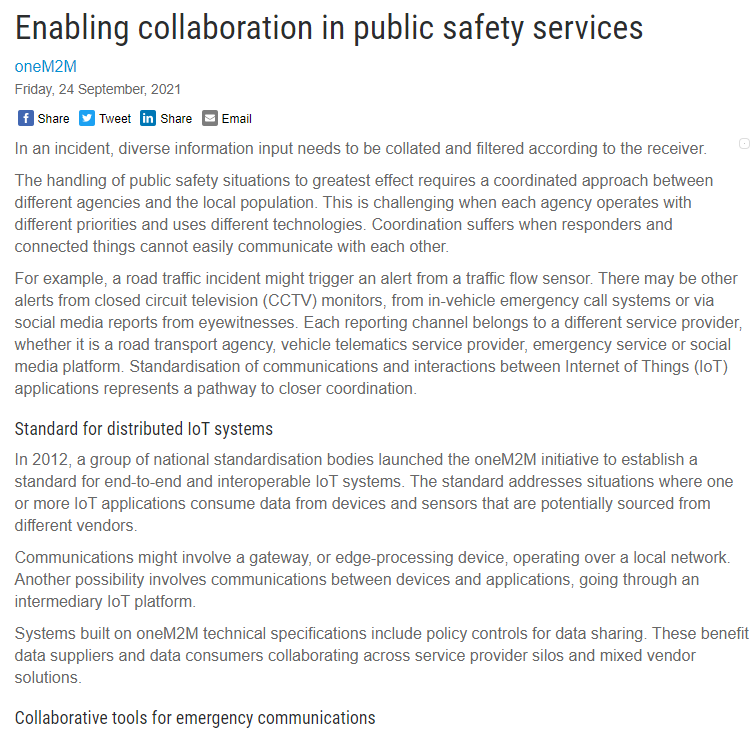 Enabling collaboration in public safety services
oneM2M
Friday, 24 September, 2021
Share Tweet Share Email
In an incident, diverse information input needs to be collated and filtered according to the receiver.
The handling of public safety situations to greatest effect requires a coordinated approach between
different agencies and the local population. This is challenging when each agency operates with
different priorities and uses different technologies. Coordination suffers when responders and
connected things cannot easily communicate with each other.
For example, a road traffic incident might trigger an alert from a traffic flow sensor. There may be other
alerts from closed circuit television (CCTV) monitors, from in-vehicle emergency call systems or via
social media reports from eyewitnesses. Each reporting channel belongs to a different service provider,
whether it is a road transport agency, vehicle telematics service provider, emergency service or social
media platform. Standardisation of communications and interactions between Internet of Things (IoT)
applications represents a pathway to closer coordination.
Standard for distributed IoT systems
In 2012, a group of national standardisation bodies launched the oneM2M initiative to establish a
standard for end-to-end and interoperable IoT systems. The standard addresses situations where one
or more IoT applications consume data from devices and sensors that are potentially sourced from
different vendors.
Communications might involve a gateway, or edge-processing device, operating over a local network.
Another possibility involves communications between devices and applications, going through an
intermediary IoT platform.
Systems built on oneM2M technical specifications include policy controls for data sharing. These benefit
data suppliers and data consumers collaborating across service provider silos and mixed vendor
solutions.
Collaborative tools for emergency communications